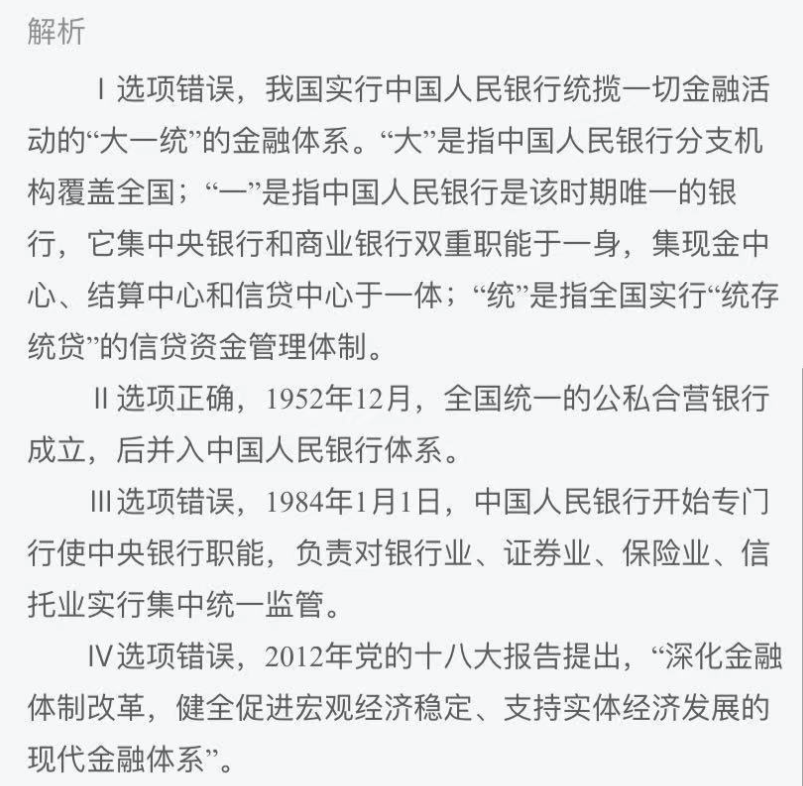 解析
Ⅰ选项错误，我国实行中国人民银行统揽一切金融活
动的“大一统”的金融体系。“大”是指中国人民银行分支机
构覆盖全国；“一”是指中国人民银行是该时期唯一的银
行，它集中央银行和商业银行双重职能于一身，集现金中
心、结算中心和信贷中心于一体；“统”是指全国实行“统存
统贷”的信贷资金管理体制。
Ⅱ选项正确，1952年12月，全国统一的公私合营银行
成立，后并入中国人民银行体系。
Ⅲ选项错误，1984年1月1日，中国人民银行开始专门
行使中央银行职能，负责对银行业、证券业、保险业、信
托业实行集中统一监管。
Ⅳ选项错误，2012年党的十八大报告提出，“深化金融
体制改革，健全促进宏观经济稳定、支持实体经济发展的
现代金融体系”。